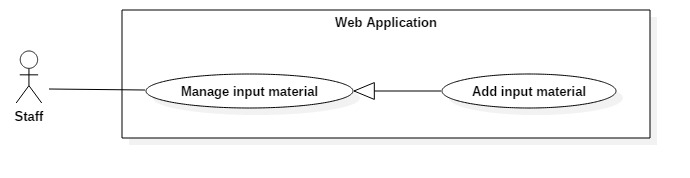 Web Application
Staff
Manage input material
Add input material